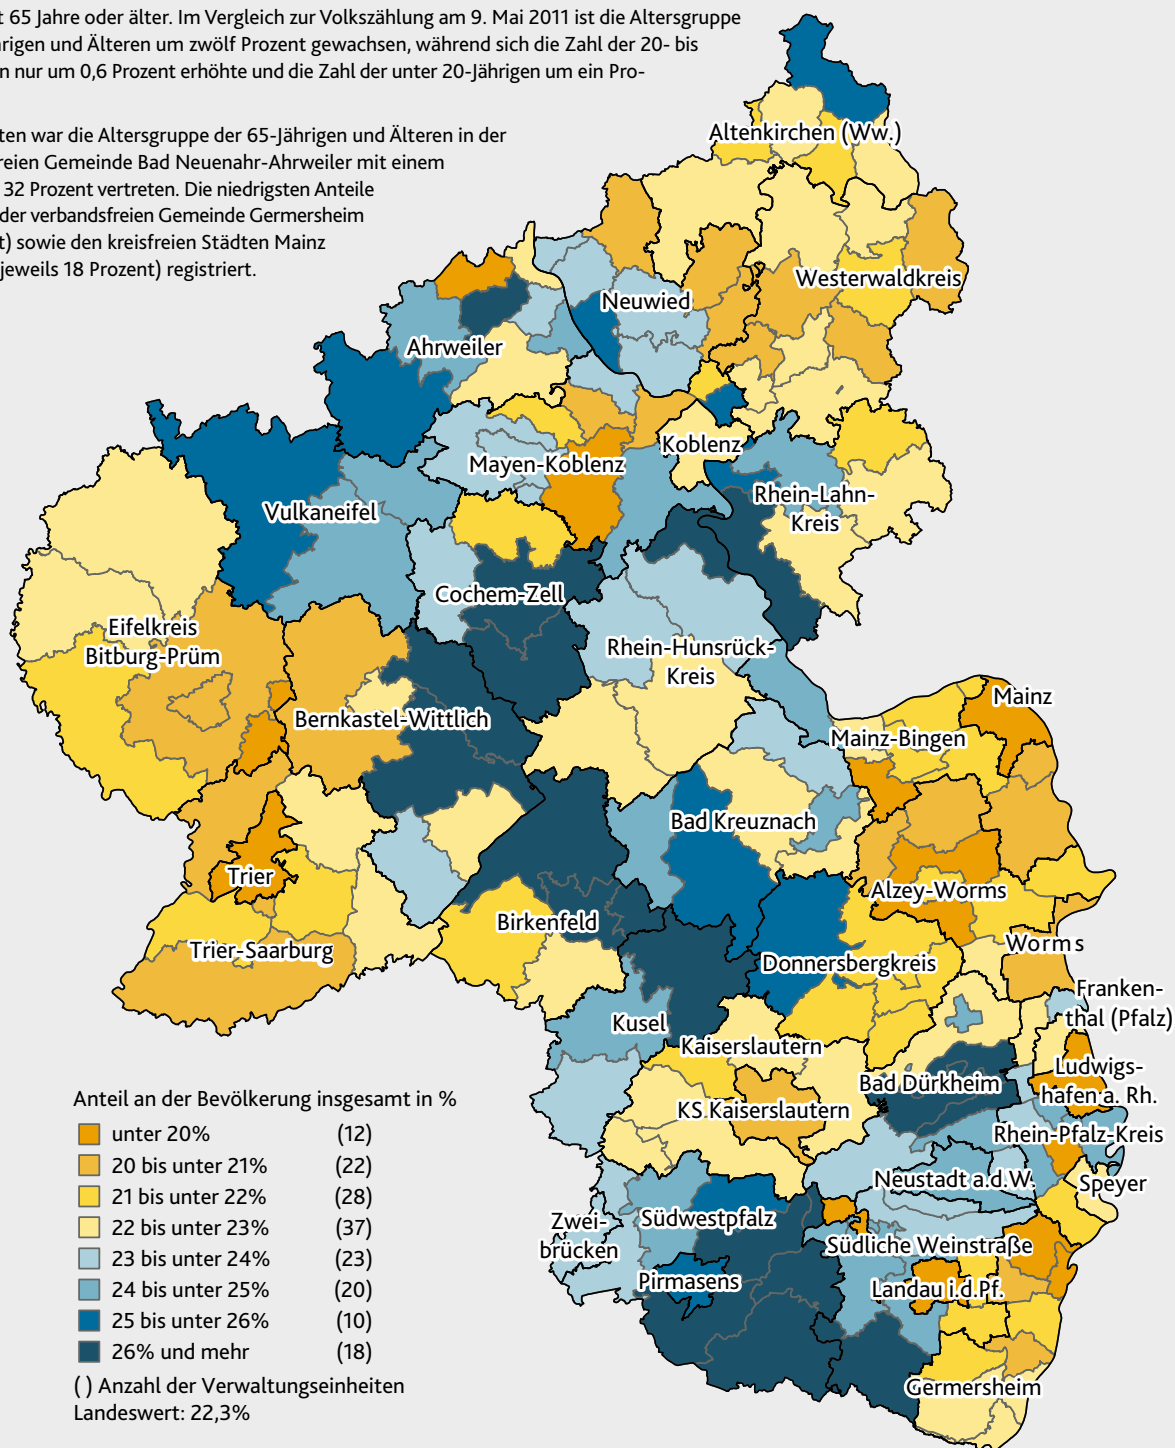 t 65 Jahre oder älter. Im Vergleich zur Volkszählung am 9. Mai 2011 ist die Altersgruppe
rigen und Älteren um zwölf Prozent gewachsen, während sich die Zahl der 20- bis
n nur um 0,6 Prozent erhöhte und die Zahl der unter 20-Jährigen um ein Pro-
ten war die Altersgruppe der 65-Jährigen und Älteren in der
reien Gemeinde Bad Neuenahr-Ahrweiler mit einem
32 Prozent vertreten. Die niedrigsten Anteile
der verbandsfreien Gemeinde Germersheim
t) sowie den kreisfreien Städten Mainz
jeweils 18 Prozent) registriert.
Altenkirchen (Ww.)
Westerwaldkreis
Neuwied
Ahrweiler
Koblenz
Mayen-Koblenz
Rhein-Lahn-
Kreis
Vulkaneifel
Cochem-Zell
Eifelkreis
Bitburg-Prüm
Rhein-Hunsrück-
Kreis
Bernkastel-Wittlich
Mainz
Mainz-Bingen
Bad Kreuznach
Trier
Alzey-Worms
Birkenfeld
Trier-Saarburg
Worms
Donnersbergkreis
Franken-
thal (Pfalz)
Kusel
Kaiserslautern
Ludwigs-
hafen a. Rh.
Bad Dürkheim
KS Kaiserslautern
Rhein-Pfalz-Kreis
Neustadt a.d.W.
Speyer
Zwei-
brücken
Südwestpfalz
Südliche Weinstraße
Pirmasens
Landau i.d.Pf.
Germersheim
Anteil an der Bevölkerung insgesamt in %
unter 20% (12)
20 bis unter 21% (22)
21 bis unter 22% (28)
22 bis unter 23% (37)
23 bis unter 24% (23)
24 bis unter 25% (20)
25 bis unter 26% (10)
26% und mehr (18)
( ) Anzahl der Verwaltungseinheiten
Landeswert: 22,3%